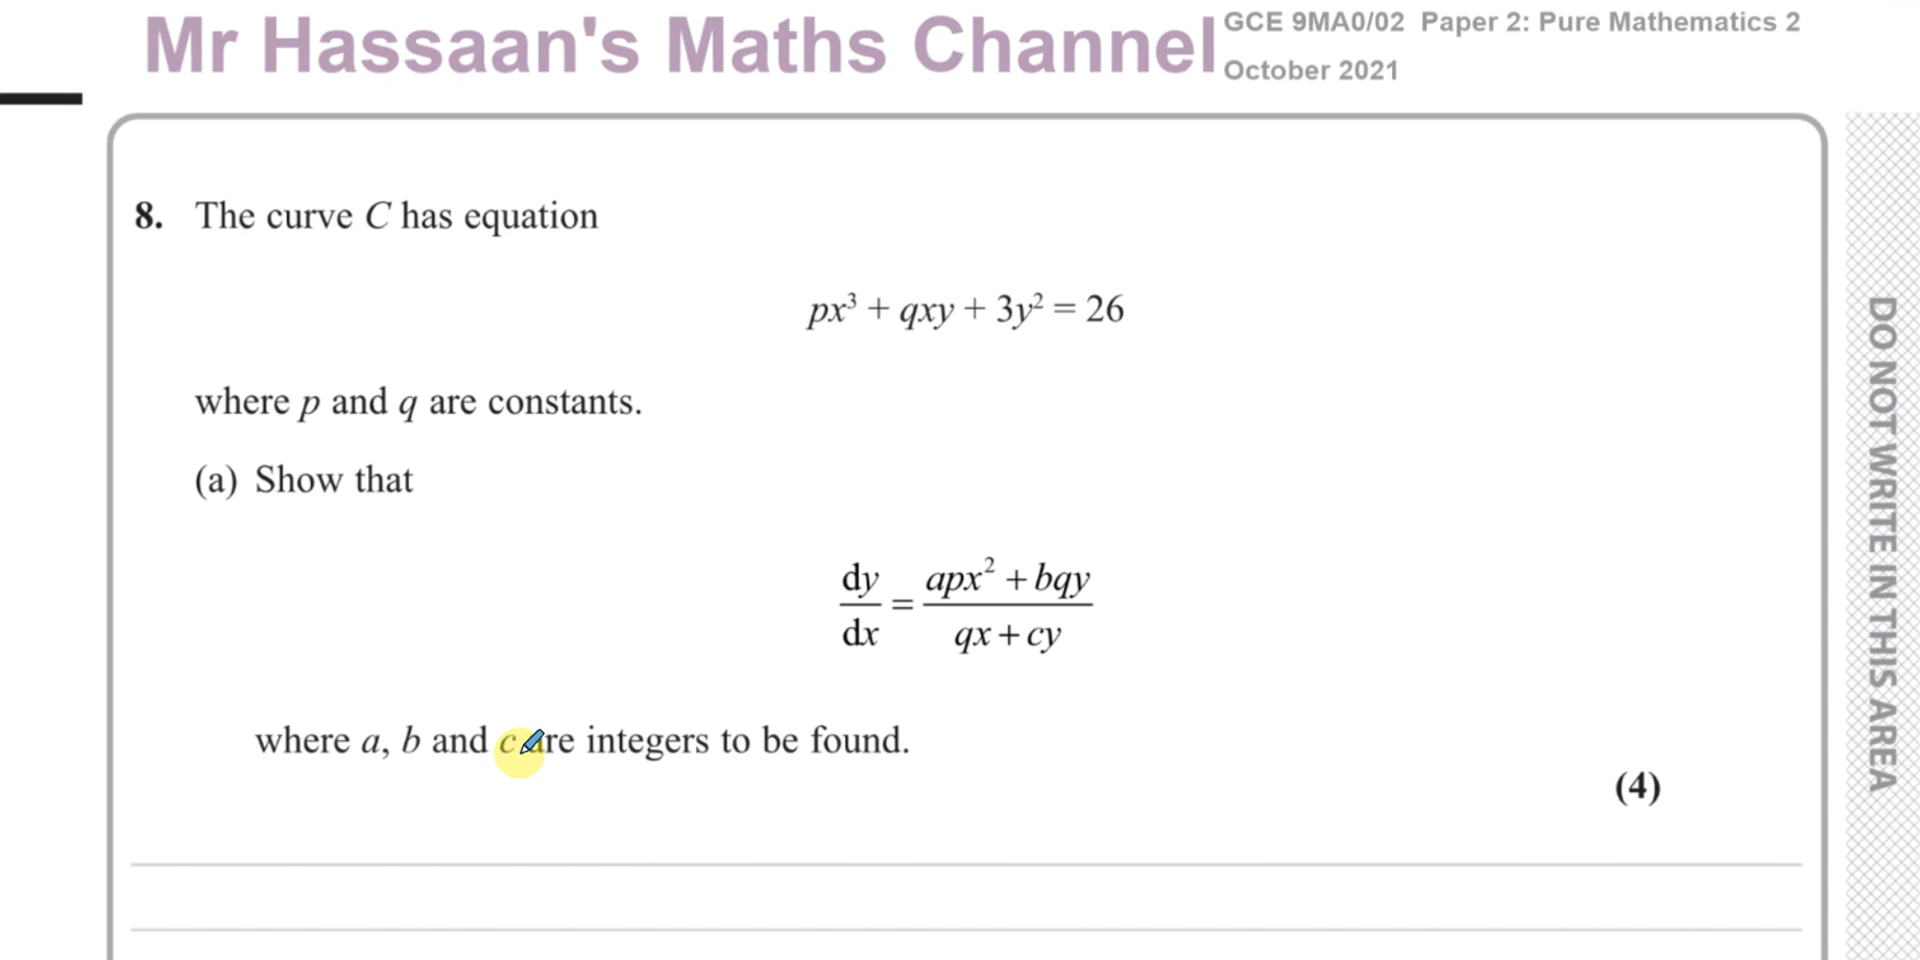 Mr Hassaan's Maths Channel
GCE 9MA0/02 Paper 2: Pure Mathematics 2
October 2021
8. The curve C has equation
px³ + qxy + 3y² = 26
where p and q are constants.
(a) Show that
dy/dx = (apx² + bqy)/(qx + cy)
where a, b and c are integers to be found.
(4)
DO NOT WRITE IN THIS AREA